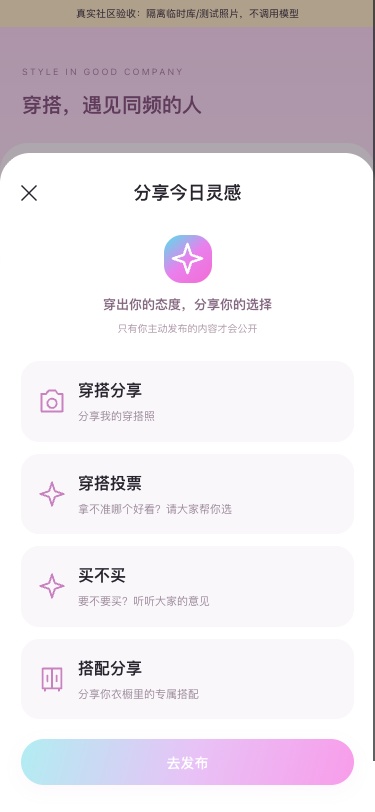 真实社区验收：隔离临时库/测试照片，不调用模型
STYLE IN GOOD COMPANY
穿搭，遇见同频的人
分享今日灵感
穿出你的态度，分享你的选择
只有你主动发布的内容才会公开
穿搭分享
分享我的穿搭照
穿搭投票
拿不准哪个好看？请大家帮你选
买不买
要不要买？听听大家的意见
搭配分享
分享你衣橱里的专属搭配
去发布